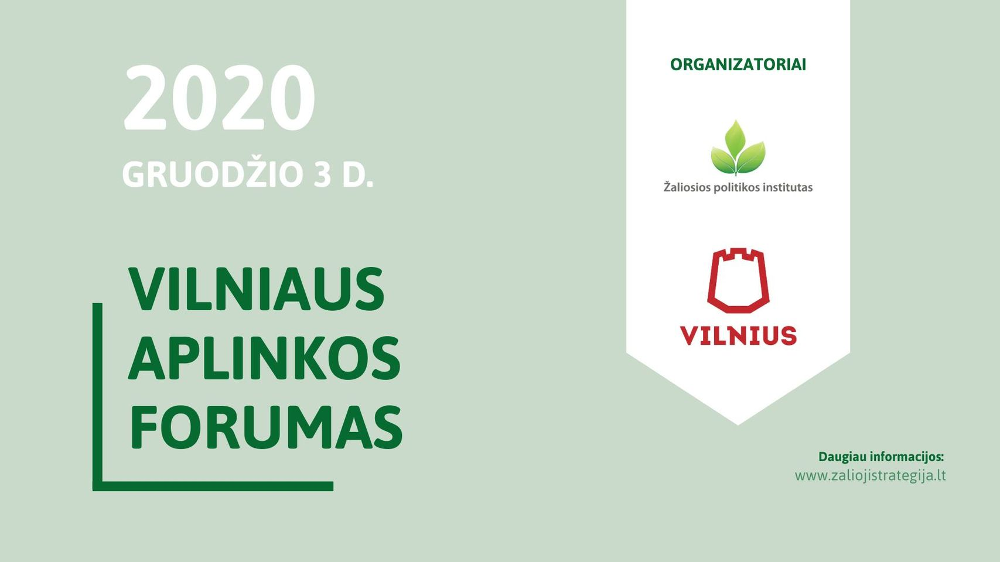 2020
GRUODŽIO 3 D.
VILNIAUS
APLINKOS
FORUMAS
ORGANIZATORIAI
Žaliosios politikos institutas
VILNIUS
Daugiau informacijos:
www.zaliojistrategija.lt